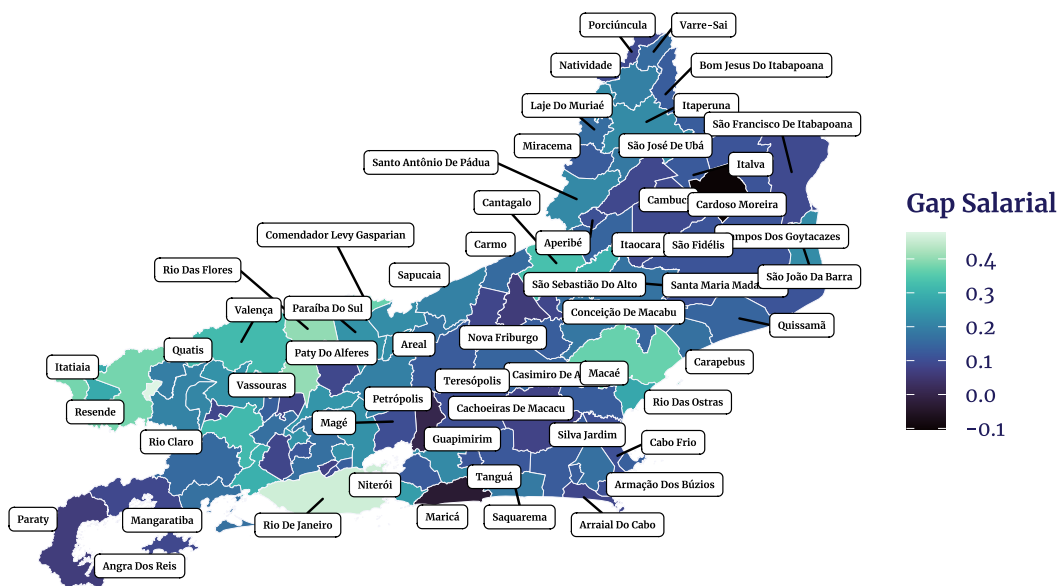 Porciúncula
Varre-Sai
Natividade
Bom Jesus Do Itabapoana
Laje Do Muriaé
Itaperuna
São Francisco De Itabapoana
Miracema
São José De Ubá
Santo Antônio De Pádua
Italva
Cantagalo
Cambuc
Cardoso Moreira
Comendador Levy Gasparian
Carmo
Aperibé
Itaocara
São Fidélis
mpos Dos Goytacazes
Rio Das Flores
Sapucaia
São Sebastião Do Alto
Santa Maria Mada
São João Da Barra
Valença
Paraíba Do Sul
Conceição De Macabu
Quissamã
Quatis
Paty Do Alferes
Areal
Nova Friburgo
Carapebus
Itatiaia
Vassouras
Teresópolis
Casimiro De A
Macaé
Resende
Petrópolis
Cachoeiras De Macacu
Rio Das Ostras
Magé
Rio Claro
Guapimirim
Silva Jardim
Cabo Frio
Niterói
Tanguá
Armação Dos Búzios
Paraty
Mangaratiba
Rio De Janeiro
Maricá
Saquarema
Arraial Do Cabo
Angra Dos Reis
Gap Salarial
0.4
0.3
0.2
0.1
0.0
−0.1